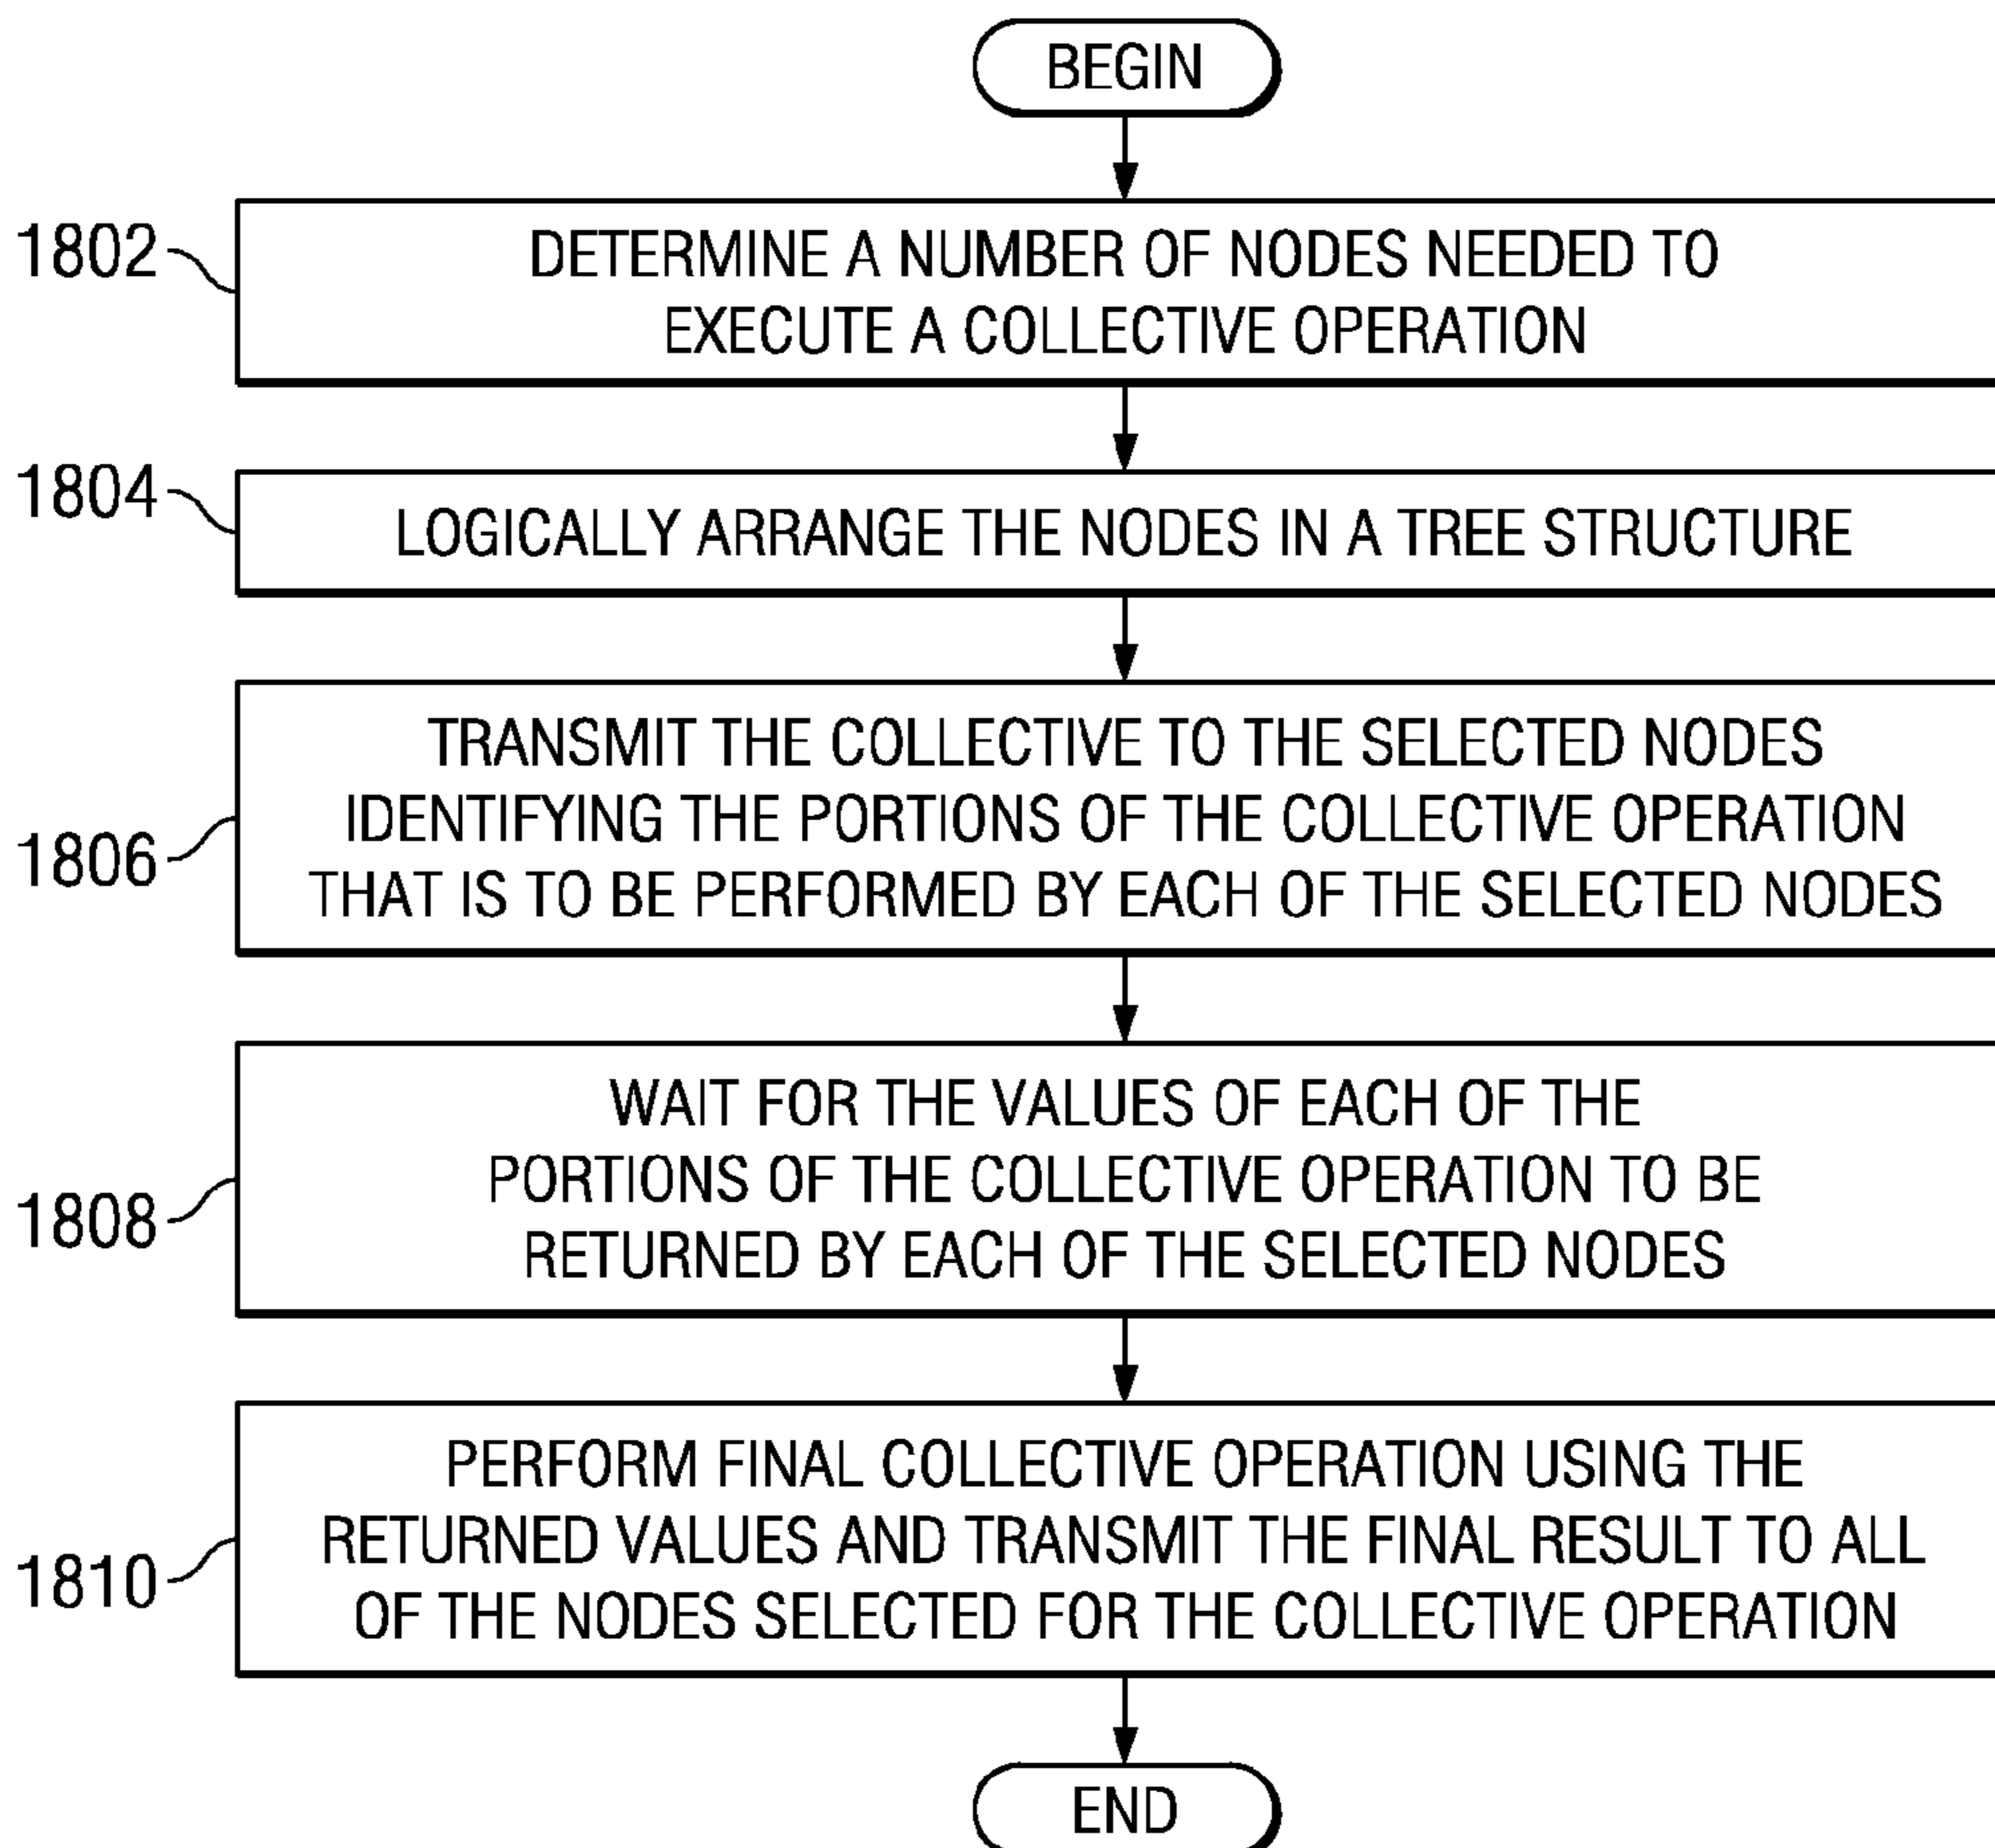 BEGIN
1802
DETERMINE A NUMBER OF NODES NEEDED TO
EXECUTE A COLLECTIVE OPERATION
1804
LOGICALLY ARRANGE THE NODES IN A TREE STRUCTURE
TRANSMIT THE COLLECTIVE TO THE SELECTED NODES
IDENTIFYING THE PORTIONS OF THE COLLECTIVE OPERATION
1806
THAT IS TO BE PERFORMED BY EACH OF THE SELECTED NODES
WAIT FOR THE VALUES OF EACH OF THE
PORTIONS OF THE COLLECTIVE OPERATION TO BE
1808
RETURNED BY EACH OF THE SELECTED NODES
PERFORM FINAL COLLECTIVE OPERATION USING THE
RETURNED VALUES AND TRANSMIT THE FINAL RESULT TO ALL
1810
OF THE NODES SELECTED FOR THE COLLECTIVE OPERATION
END